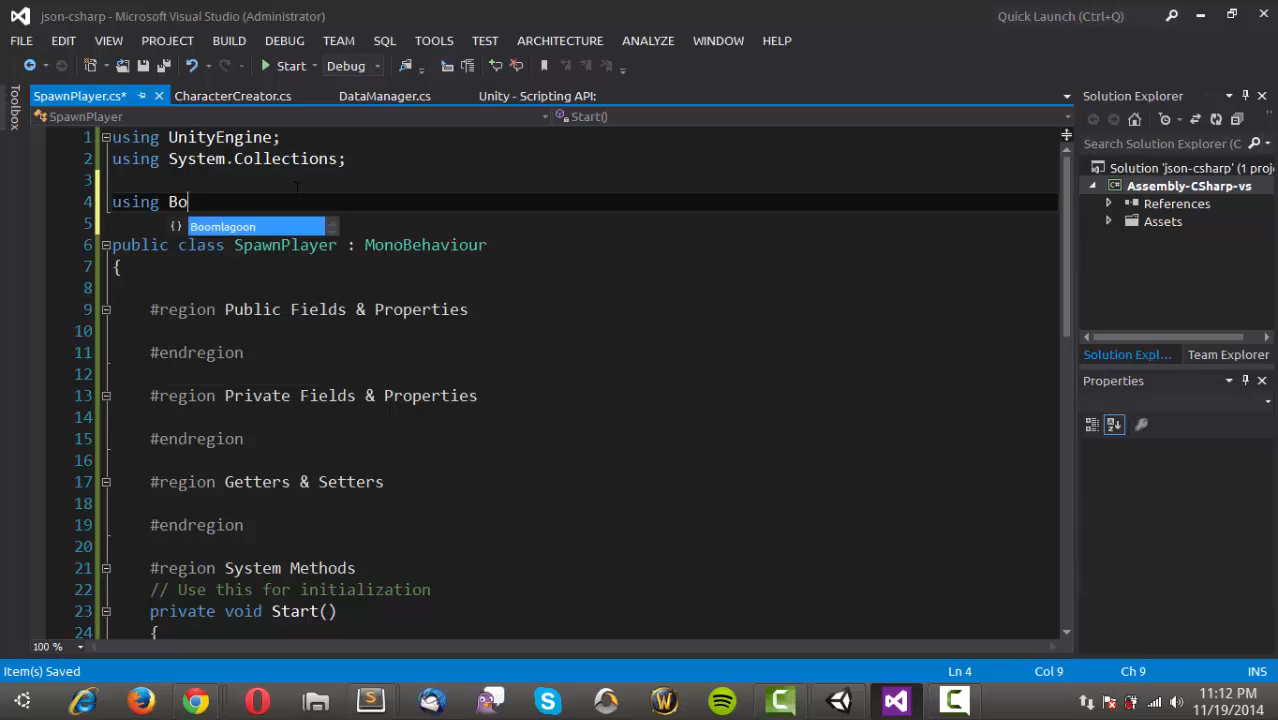 json-csharp - Microsoft Visual Studio (Administrator)
Quick Launch (Ctrl+Q)
FILE EDIT VIEW PROJECT BUILD DEBUG TEAM SQL TOOLS TEST ARCHITECTURE ANALYZE WINDOW HELP
Start Debug
Toolbox
SpawnPlayer.cs* CharacterCreator.cs DataManager.cs Unity - Scripting API:
SpawnPlayer Start()
1 using UnityEngine;
2 using System.Collections;
3
4 using Bo
{} Boomlagoon
5
6 public class SpawnPlayer : MonoBehaviour
7 {
8
9 #region Public Fields & Properties
10
11 #endregion
12
13 #region Private Fields & Properties
14
15 #endregion
16
17 #region Getters & Setters
18
19 #endregion
20
21 #region System Methods
22 // Use this for initialization
23 private void Start()
24 {
100 %
Solution Explorer
Search Solution Explorer (C
Solution 'json-csharp' (1 proj
Assembly-CSharp-vs
References
Assets
Solution Expl... Team Explorer
Properties
Item(s) Saved Ln 4 Col 9 Ch 9 INS
11:12 PM
11/19/2014